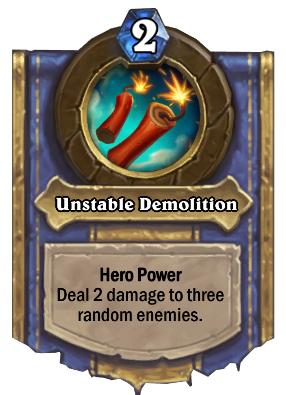 2
Unstable Demolition
Hero Power
Deal 2 damage to three
random enemies.